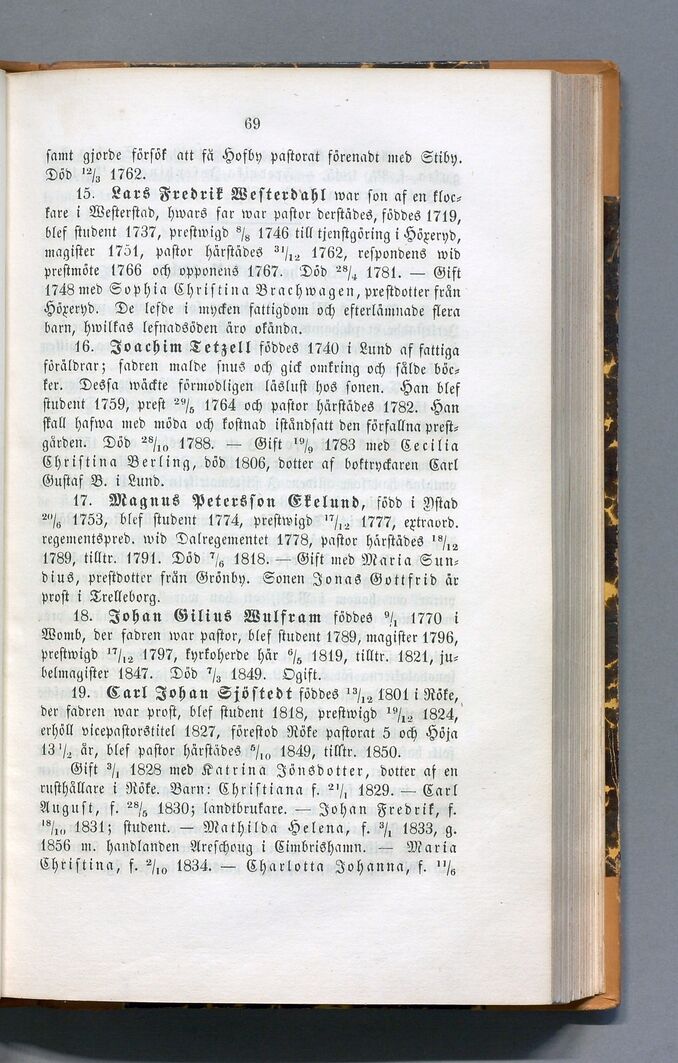 69
samt gjorde försök att få Hofby pastorat förenadt med Stiby.
Död 12/3 1762.
15. Lars Fredrik Westerdahl war son af en kloc-
kare i Westerstad, hwars far war pastor derstädes, föddes 1719,
blef student 1737, prestwigd 8/8 1746 till tjenstgöring i Höxeryd,
magister 1751, pastor härstädes 31/12 1762, respondens wid
prestmöte 1766 och opponens 1767. Död 28/4 1781. — Gift
1748 med Sophia Christina Brachwagen, prestdotter från
Höxeryd. De lefde i mycken fattigdom och efterlämnade flera
barn, hwilkas lefnadsöden äro okända.
16. Joachim Tetzell föddes 1740 i Lund af fattiga
föräldrar; fadren malde snus och gick omkring och sålde böc-
ker. Dessa wäckte förmodligen läslust hos sonen. Han blef
student 1759, prest 29/5 1764 och pastor härstädes 1782. Han
skall hafwa med möda och kostnad iståndsatt den förfallna prest-
gården. Död 28/10 1788. — Gift 19/9 1783 med Cecilia
Christina Berling, död 1806, dotter af boktryckaren Carl
Gustaf B. i Lund.
17. Magnus Petersson Ekelund, född i Ystad
20/6 1753, blef student 1774, prestwigd 17/12 1777, extraord.
regementspred. wid Dalregementet 1778, pastor härstädes 18/12
1789, tilltr. 1791. Död 7/6 1818. — Gift med Maria Sun-
dius, prestdotter från Grönby. Sonen Jonas Gottfrid är
prost i Trelleborg.
18. Johan Gilius Wulfram föddes 9/1 1770 i
Womb, der fadren war pastor, blef student 1789, magister 1796,
prestwigd 17/12 1797, kyrkoherde här 6/5 1819, tilltr. 1821, ju-
belmagister 1847. Död 7/3 1849. Ogift.
19. Carl Johan Sjöstedt föddes 13/12 1801 i Röke,
der fadren war prost, blef student 1818, prestwigd 19/12 1824,
erhöll vicepastorstitel 1827, förestod Röke pastorat 5 och Höja
13 1/2 år, blef pastor härstädes 6/10 1849, tilltr. 1850.
Gift 3/1 1828 med Katrina Jönsdotter, dotter af en
rusthållare i Röke. Barn: Christiana f. 21/1 1829. — Carl
August, f. 28/5 1830; landtbrukare. — Johan Fredrik, f.
18/10 1831; student. — Mathilda Helena, f. 3/1 1833, g.
1856 m. handlanden Areschoug i Cimbrishamn. — Maria
Christina, f. 2/10 1834. — Charlotta Johanna, f. 11/6